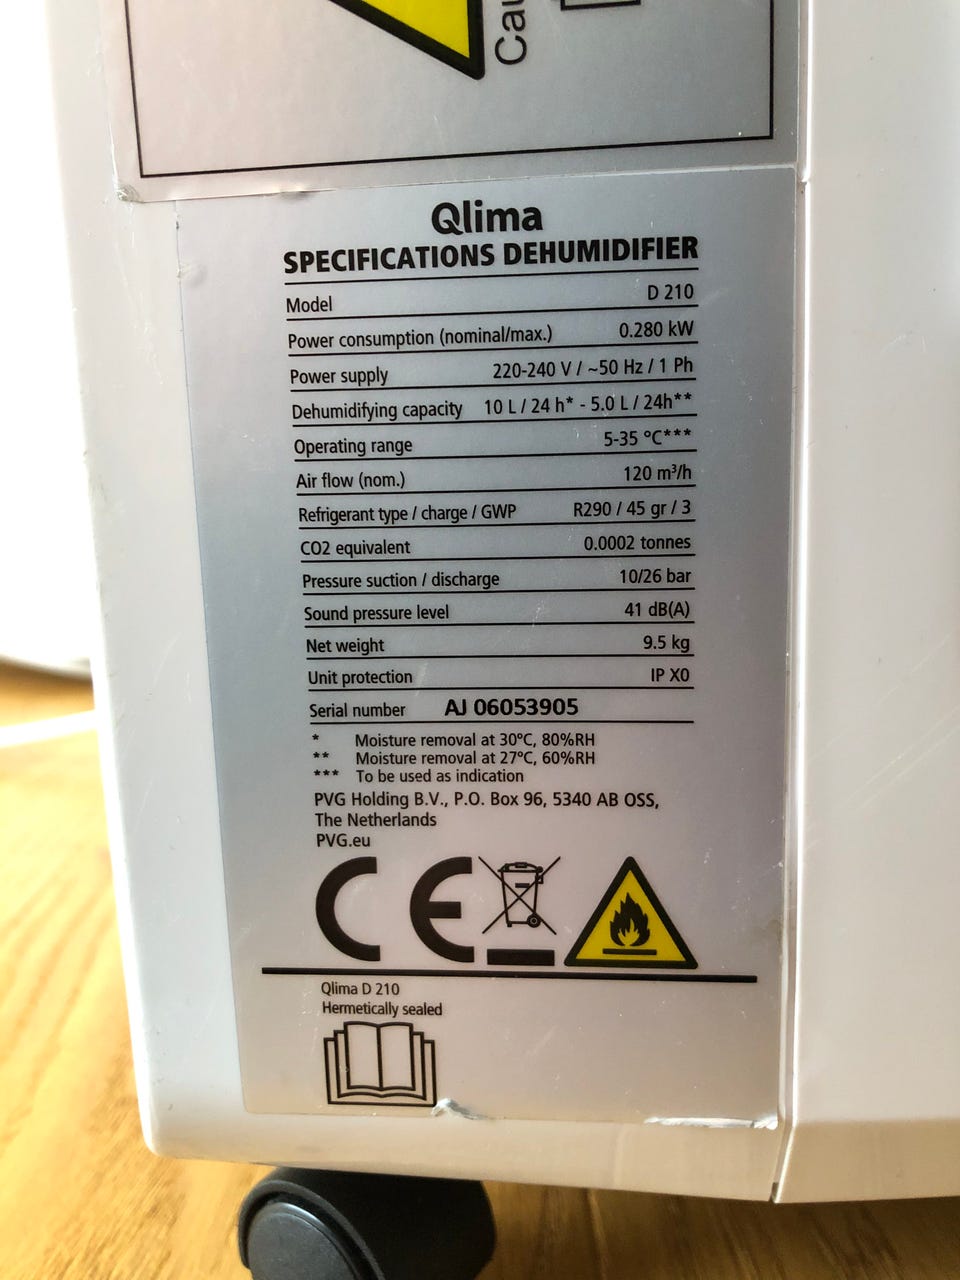 Cau
Qlima
SPECIFICATIONS DEHUMIDIFIER
Model D 210
Power consumption (nominal/max.) 0.280 kW
Power supply 220-240 V / ~50 Hz / 1 Ph
Dehumidifying capacity 10 L / 24 h* - 5.0 L / 24h**
Operating range 5-35 °C***
Air flow (nom.) 120 m³/h
Refrigerant type / charge / GWP R290 / 45 gr / 3
CO2 equivalent 0.0002 tonnes
Pressure suction / discharge 10/26 bar
Sound pressure level 41 dB(A)
Net weight 9.5 kg
Unit protection IP X0
Serial number AJ 06053905
* Moisture removal at 30°C, 80%RH
** Moisture removal at 27°C, 60%RH
*** To be used as indication
PVG Holding B.V., P.O. Box 96, 5340 AB OSS,
The Netherlands
PVG.eu
CE
Qlima D 210
Hermetically sealed